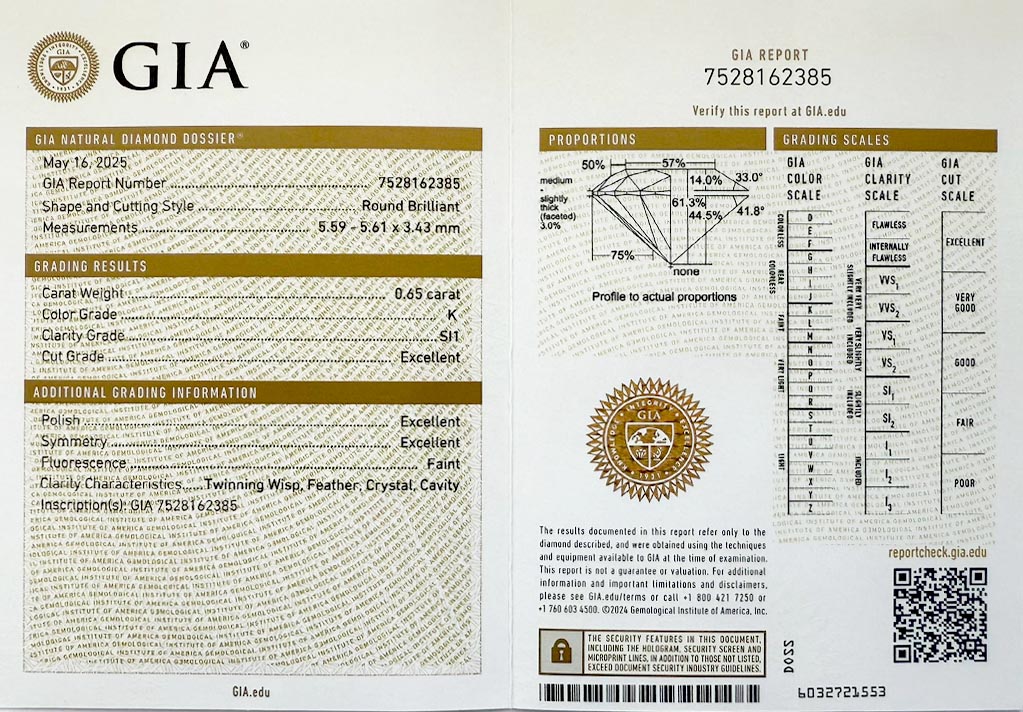 GIA®
GIA NATURAL DIAMOND DOSSIER®
May 16, 2025
GIA Report Number 7528162385
Shape and Cutting Style Round Brilliant
Measurements 5.59 - 5.61 x 3.43 mm
GRADING RESULTS
Carat Weight 0.65 carat
Color Grade K
Clarity Grade SI1
Cut Grade Excellent
ADDITIONAL GRADING INFORMATION
Polish Excellent
Symmetry Excellent
Fluorescence Faint
Clarity Characteristics Twinning Wisp, Feather, Crystal, Cavity
Inscription(s): GIA 7528162385
GIA.edu
GIA REPORT
7528162385
Verify this report at GIA.edu
PROPORTIONS
50%
57%
medium
-
slightly
thick
(faceted)
3.0%
14.0%
33.0°
61.3%
44.5%
41.8°
75%
none
Profile to actual proportions
GIA
The results documented in this report refer only to the
diamond described, and were obtained using the techniques
and equipment available to GIA at the time of examination.
This report is not a guarantee or valuation. For additional
information and important limitations and disclaimers,
please see GIA.edu/terms or call +1 800 421 7250 or
+1 760 603 4500. ©2024 Gemological Institute of America, Inc.
THE SECURITY FEATURES IN THIS DOCUMENT,
INCLUDING THE HOLOGRAM, SECURITY SCREEN AND
MICROPRINT LINES, IN ADDITION TO THOSE NOT LISTED,
EXCEED DOCUMENT SECURITY INDUSTRY GUIDELINES.
GRADING SCALES
GIA
COLOR
SCALE
COLORLESS
D
E
F
NEAR
COLORLESS
G
H
I
J
FAINT
K
L
M
VERY LIGHT
N
O
P
Q
R
LIGHT
S
T
U
V
W
X
Y
Z
GIA
CLARITY
SCALE
FLAWLESS
INTERNALLY
FLAWLESS
VERY VERY
SLIGHTLY INCLUDED
VVS1
VVS2
VERY SLIGHTLY
INCLUDED
VS1
VS2
SLIGHTLY
INCLUDED
SI1
SI2
INCLUDED
I1
I2
I3
GIA
CUT
SCALE
EXCELLENT
VERY
GOOD
GOOD
FAIR
POOR
reportcheck.gia.edu
D022
6032721553